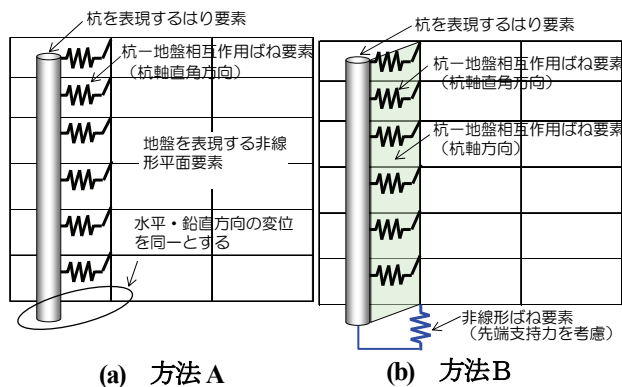 杭を表現するはり要素
杭ー地盤相互作用ばね要素
（杭軸直角方向）
地盤を表現する非線
形平面要素
水平・鉛直方向の変位
を同一とする
(a) 方法 A
杭を表現するはり要素
杭ー地盤相互作用ばね要素
（杭軸直角方向）
杭ー地盤相互作用ばね要素
（杭軸方向）
非線形ばね要素
（先端支持力を考慮）
(b) 方法Ｂ